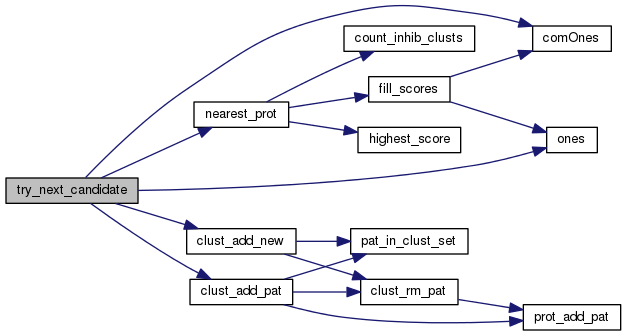 count_inhib_clusts
comOnes
fill_scores
nearest_prot
highest_score
ones
try_next_candidate
clust_add_new
pat_in_clust_set
clust_add_pat
clust_rm_pat
prot_add_pat